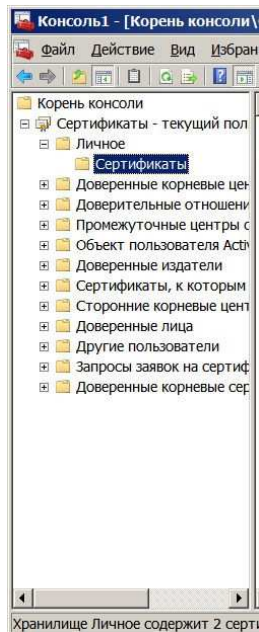 Консоль1 - [Корень консоли\
Файл Действие Вид Избран
Корень консоли
Сертификаты - текущий пол
Личное
Сертификаты
Доверенные корневые цен
Доверительные отношени
Промежуточные центры с
Объект пользователя Activ
Доверенные издатели
Сертификаты, к которым
Сторонние корневые цент
Доверенные лица
Другие пользователи
Запросы заявок на сертиф
Доверенные корневые сер
Хранилище Личное содержит 2 серти